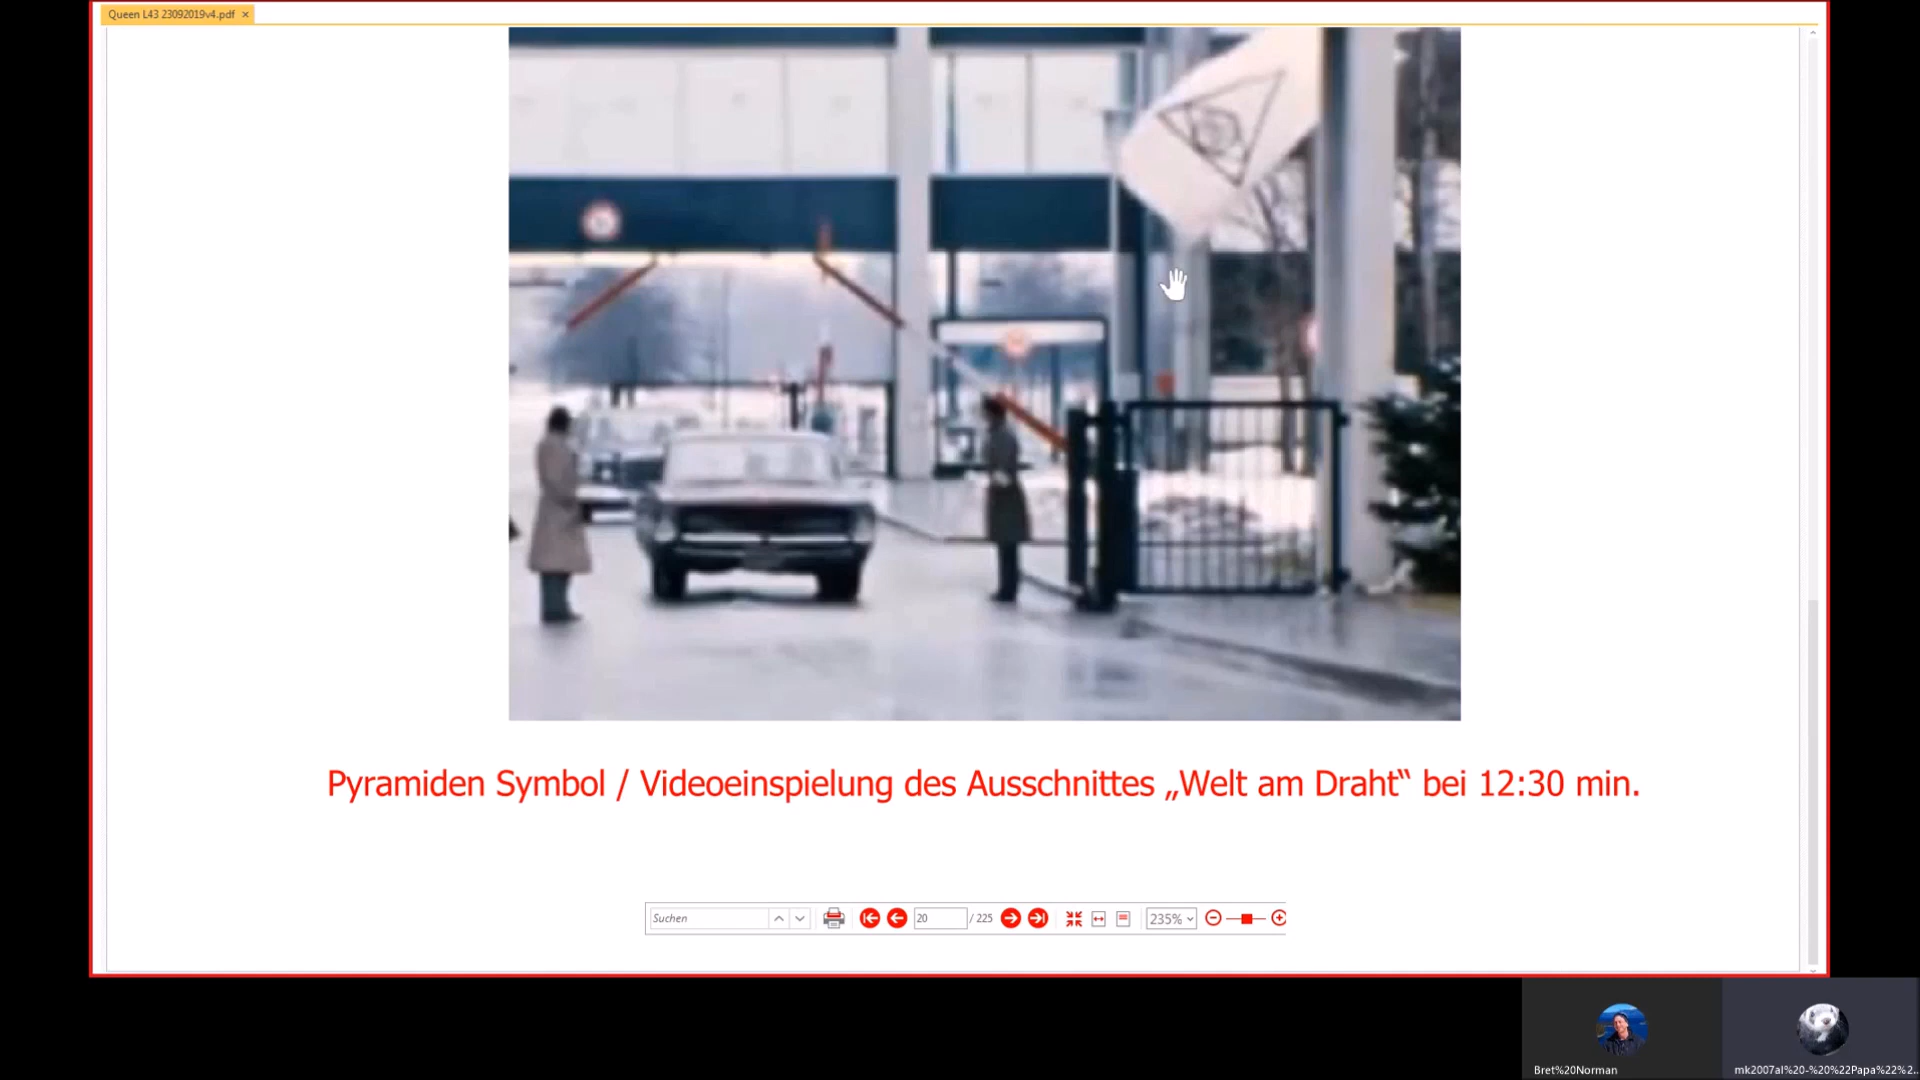 Queen L43 23092019v4.pdf ×
Pyramiden Symbol / Videoeinspielung des Ausschnittes „Welt am Draht“ bei 12:30 min.
Suchen 20 / 225 235%
Bret%20Norman
mk2007al%20-%20%22Papa%22%2...